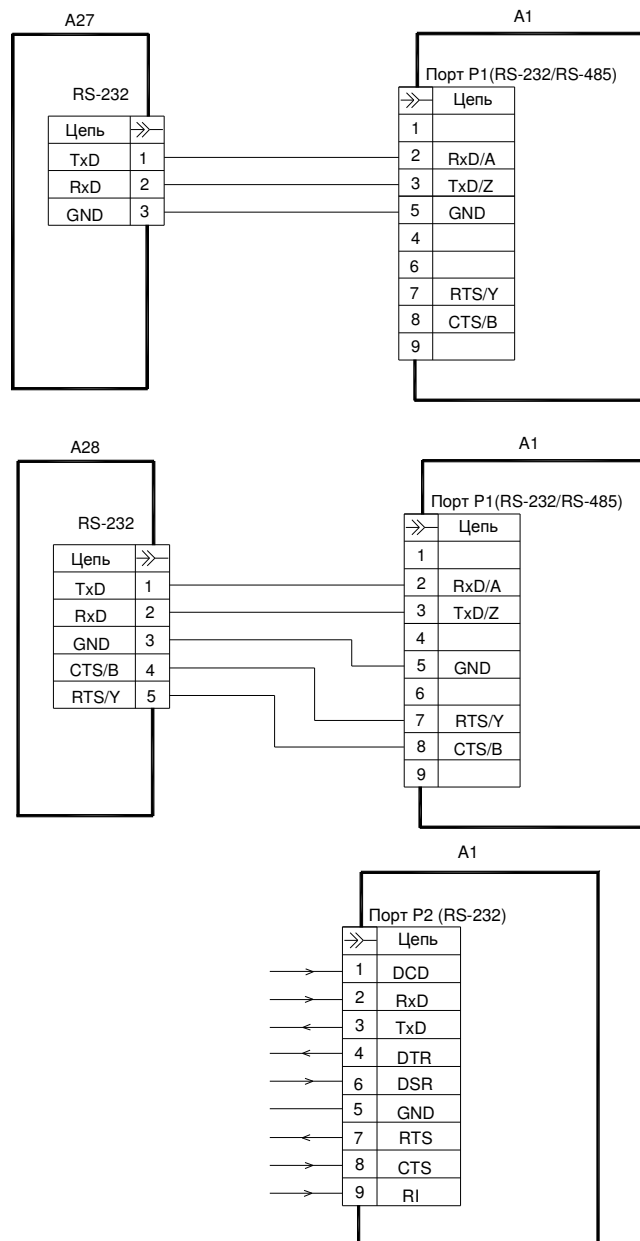 A27
A1
RS-232
Порт P1(RS-232/RS-485)
Цепь
Цепь
1
TxD 1
2 RxD/A
RxD 2
3 TxD/Z
GND 3
5 GND
4
6
7 RTS/Y
8 CTS/B
9
A28
A1
RS-232
Порт P1(RS-232/RS-485)
Цепь
Цепь
1
TxD 1
2 RxD/A
RxD 2
3 TxD/Z
GND 3
4
CTS/B 4
5 GND
RTS/Y 5
6
7 RTS/Y
8 CTS/B
9
A1
Порт P2 (RS-232)
Цепь
1 DCD
2 RxD
3 TxD
4 DTR
6 DSR
5 GND
7 RTS
8 CTS
9 RI